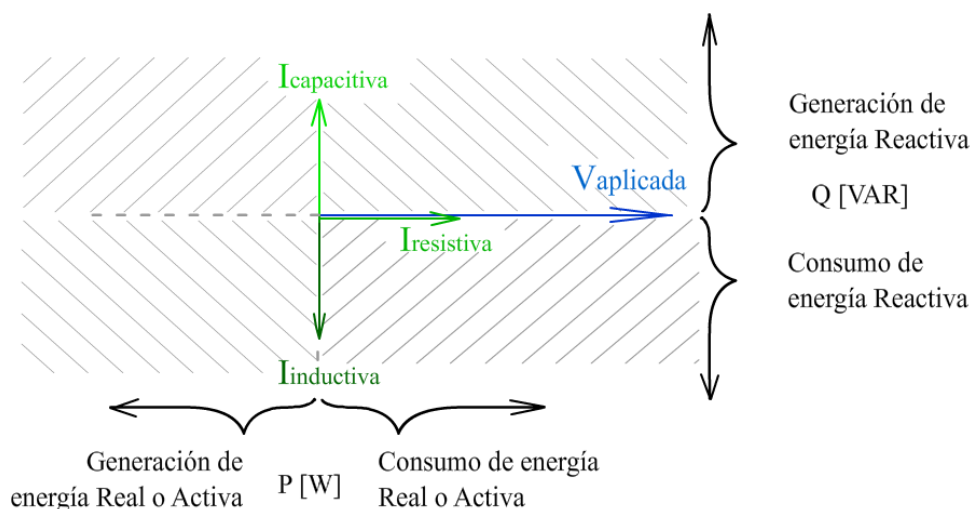 Icapacitiva
Generación de
energía Reactiva
Vaplicada
Q [VAR]
Iresistiva
Consumo de
energía Reactiva
Iinductiva
Generación de
energía Real o Activa
P [W]
Consumo de energía
Real o Activa